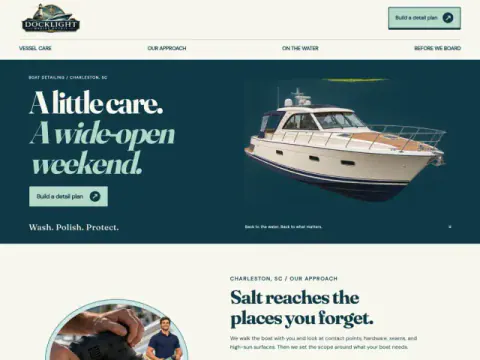 DOCKLIGHT
Build a detail plan
VESSEL CARE
OUR APPROACH
ON THE WATER
BEFORE WE BOARD
BOAT DETAILING / CHARLESTON, SC
A little care.
A wide-open
weekend.
Build a detail plan
Wash. Polish. Protect.
Back to the water. Back to what matters.
CHARLESTON, SC / OUR APPROACH
Salt reaches the
places you forget.
We walk the boat with you and look at contact points, hardware, seams, and
high-sun surfaces. Then we set the scope around what your boat needs.